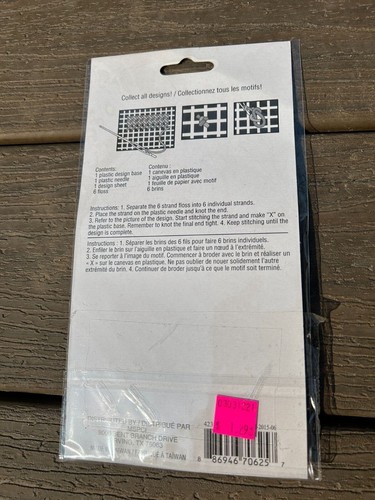 Collect all designs! / Collectionnez tous les motifs!
Contents:
1 plastic design base
1 plastic needle
1 design sheet
6 floss
Contenu :
1 canevas en plastique
1 aiguille en plastique
1 feuille de papier avec motif
6 brins
Instructions: 1. Separate the 6 strand floss into 6 individual strands.
2. Place the strand on the plastic needle and knot the end.
3. Refer to the picture of the design. Start stitching the strand and make "X" on
the plastic base. Remember to knot the final end tight. 4. Keep stitching until the
design is complete.
Instructions : 1. Séparer les brins des 6 fils pour faire 6 brins individuels.
2. Enfiler le brin sur l'aiguille en plastique et faire un nœud à l'extrémité.
3. Se reporter à l'image du motif. Commencer à broder avec le brin et réaliser un
« X » sur le canevas en plastique. Ne pas oublier de nouer solidement l'autre
extrémité du brin. 4. Continuer de broder jusqu'à ce que le motif soit terminé.
BY / DISTRIBUÉ PAR
BRANCH DRIVE
TX
TAIWAN
2015-06
8 86946 70625 7